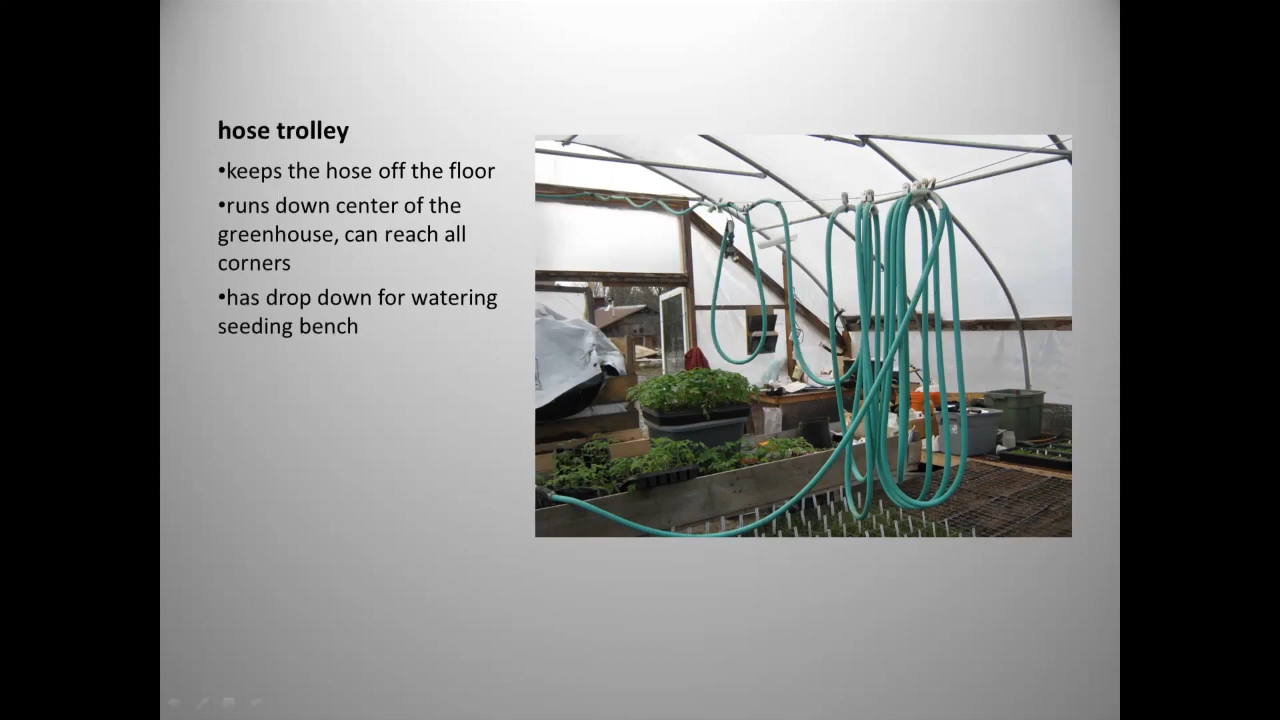 hose trolley
•keeps the hose off the floor
•runs down center of the
greenhouse, can reach all
corners
•has drop down for watering
seeding bench